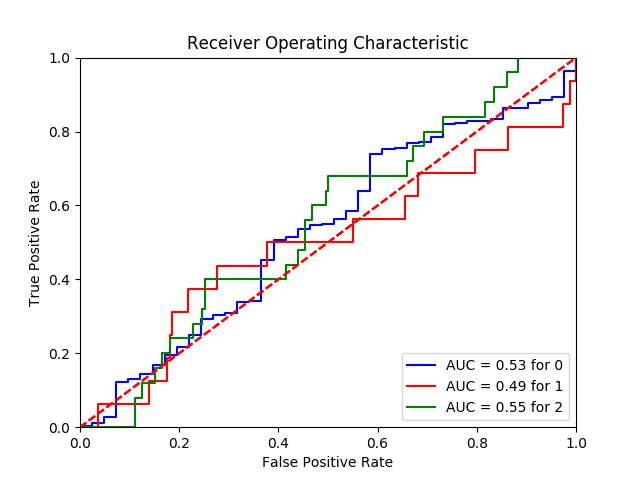 Receiver Operating Characteristic
True Positive Rate
1.0
0.8
0.6
0.4
0.2
0.0
AUC = 0.53 for 0
AUC = 0.49 for 1
AUC = 0.55 for 2
0.0 0.2 0.4 0.6 0.8 1.0
False Positive Rate